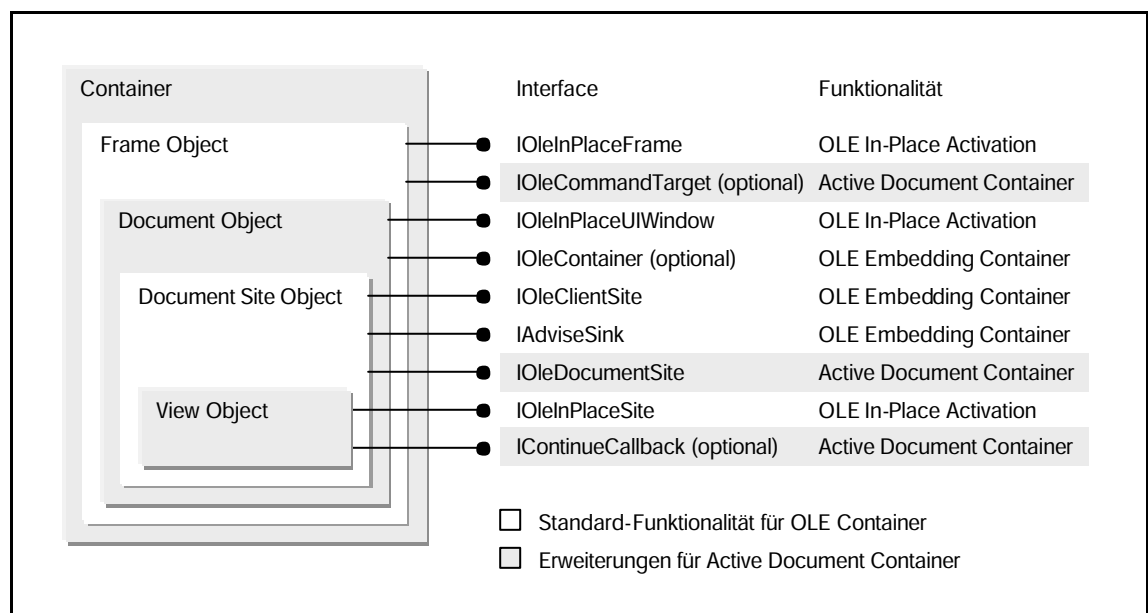 Container Interface Funktionalität
Frame Object IOleInPlaceFrame OLE In-Place Activation
IOleCommandTarget (optional) Active Document Container
Document Object IOleInPlaceUIWindow OLE In-Place Activation
IOleContainer (optional) OLE Embedding Container
Document Site Object IOleClientSite OLE Embedding Container
IAdviseSink OLE Embedding Container
IOleDocumentSite Active Document Container
View Object IOleInPlaceSite OLE In-Place Activation
IContinueCallback (optional) Active Document Container
Standard-Funktionalität für OLE Container
Erweiterungen für Active Document Container